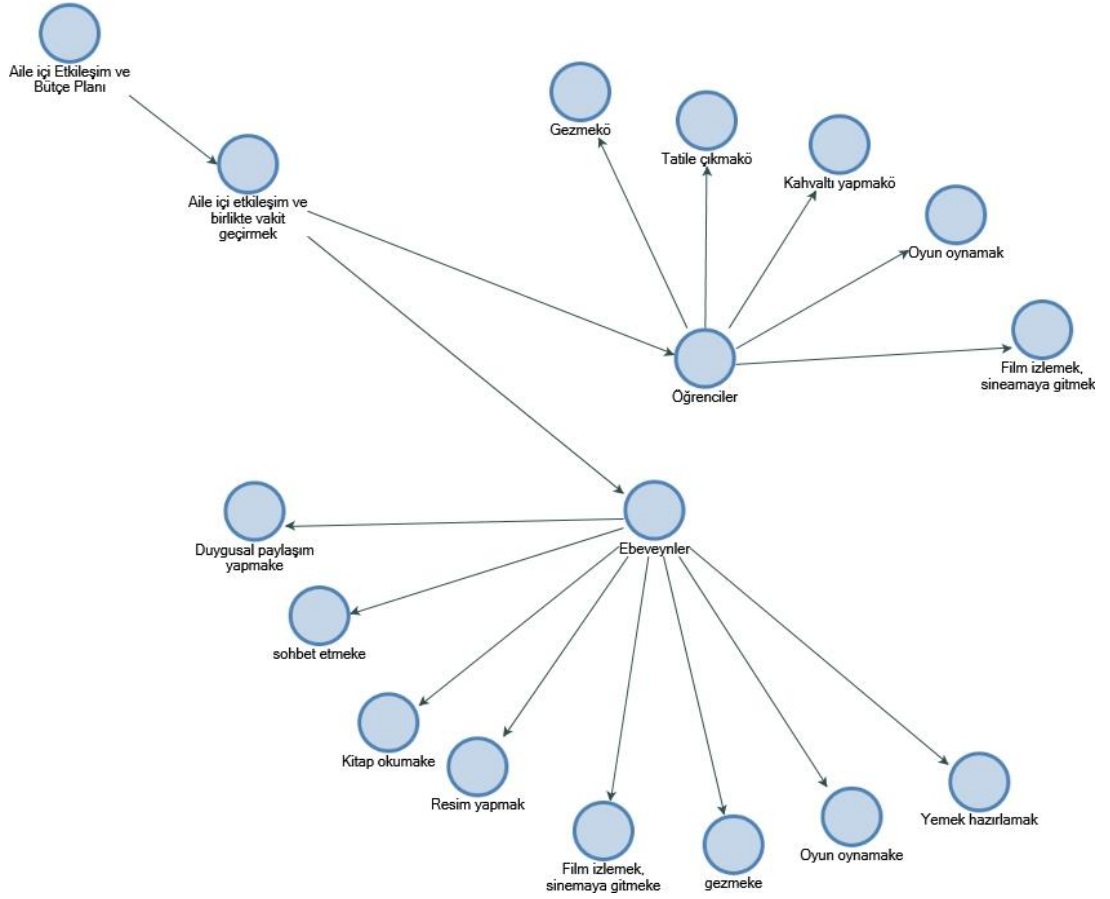 Aile içi Etkileşim ve
Bütçe Planı
Aile içi etkileşim ve
birlikte vakit
geçirmek
Gezmekö
Tatile çıkmakö
Kahvaltı yapmakö
Oyun oynamak
Film izlemek,
sineamaya gitmek
Öğrenciler
Ebeveynler
Duygusal paylaşım
yapmake
sohbet etmeke
Kitap okumake
Resim yapmak
Film izlemek,
sinemaya gitmeke
gezmeke
Oyun oynamake
Yemek hazırlamak